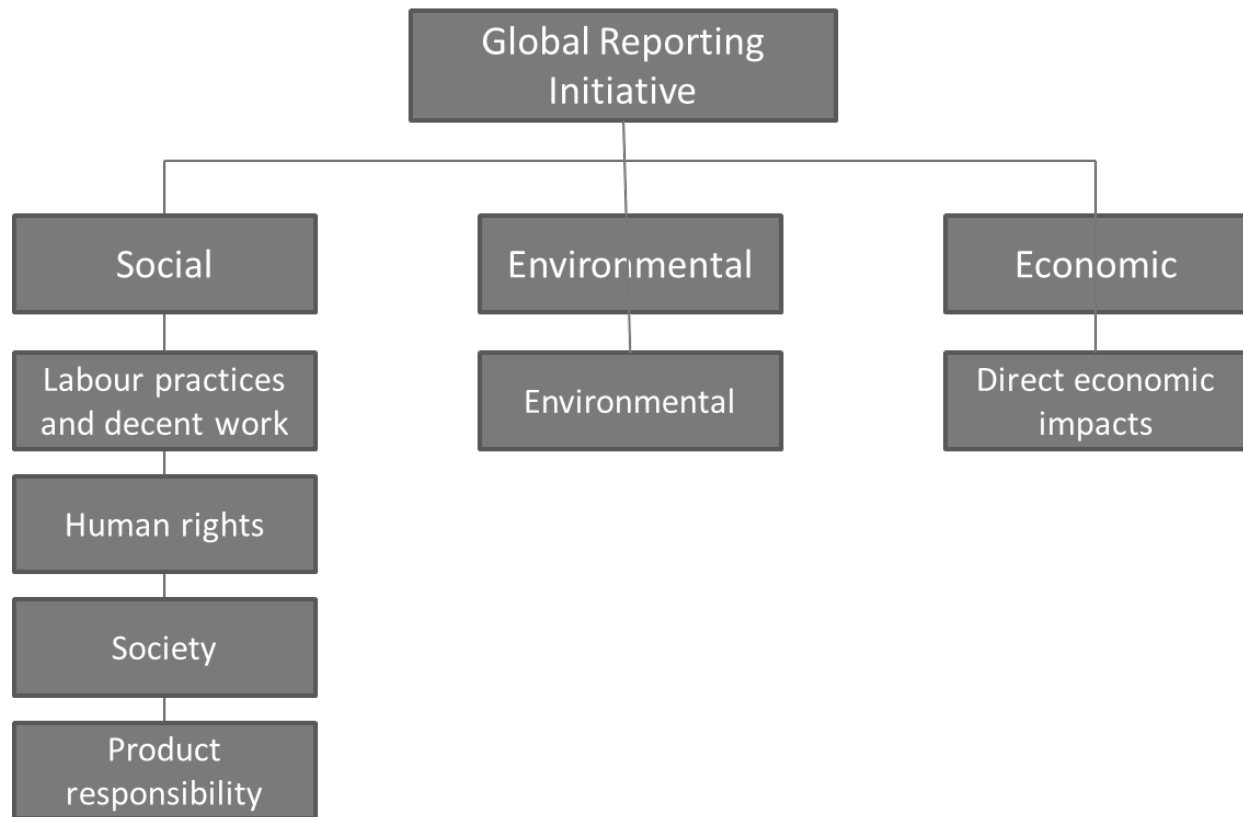 Global Reporting
Initiative
Social
Environmental
Economic
Labour practices
and decent work
Environmental
Direct economic
impacts
Human rights
Society
Product
responsibility